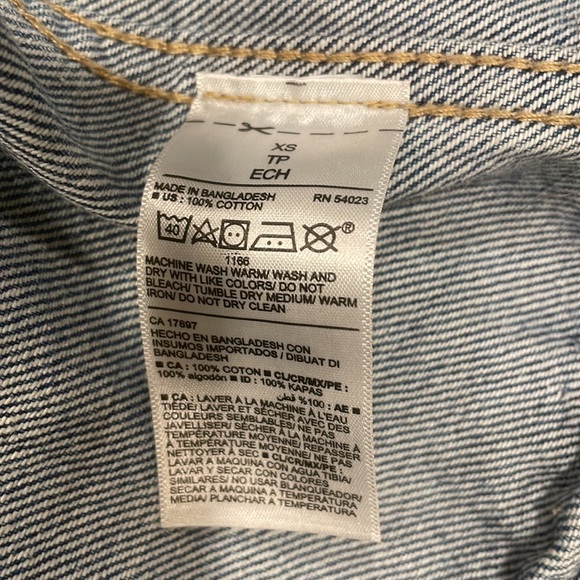 XS
TP
ECH
MADE IN BANGLADESH RN 54023
■ US : 100% COTTON
40 ®
1166
MACHINE WASH WARM/ WASH AND
DRY WITH LIKE COLORS/ DO NOT
BLEACH/ TUMBLE DRY MEDIUM/ WARM
IRON/ DO NOT DRY CLEAN
CA 17897
HECHO EN BANGLADESH CON
INSUMOS IMPORTADOS / DIBUAT DI
BANGLADESH
■ CA : 100% COTON ■ CL/CR/MX/PE :
100% algodón ■ ID : 100% KAPAS
■ AE : 100% قطن
■ CA : LAVER À LA MACHINE À L'EAU
TIÈDE/ LAVER ET SÉCHER AVEC DES
COULEURS SEMBLABLES/ NE PAS
JAVELLISER/ SÉCHER À LA MACHINE À
TEMPÉRATURE MOYENNE/ REPASSER
À TEMPÉRATURE MOYENNE/ NE PAS
NETTOYER À SEC ■ CL/CR/MX/PE :
LAVAR A MAQUINA CON AGUA TIBIA/
LAVAR Y SECAR CON COLORES
SIMILARES/ NO USAR BLANQUEADOR/
SECAR A MAQUINA A TEMPERATURA
MEDIA/ PLANCHAR A TEMPERATURA